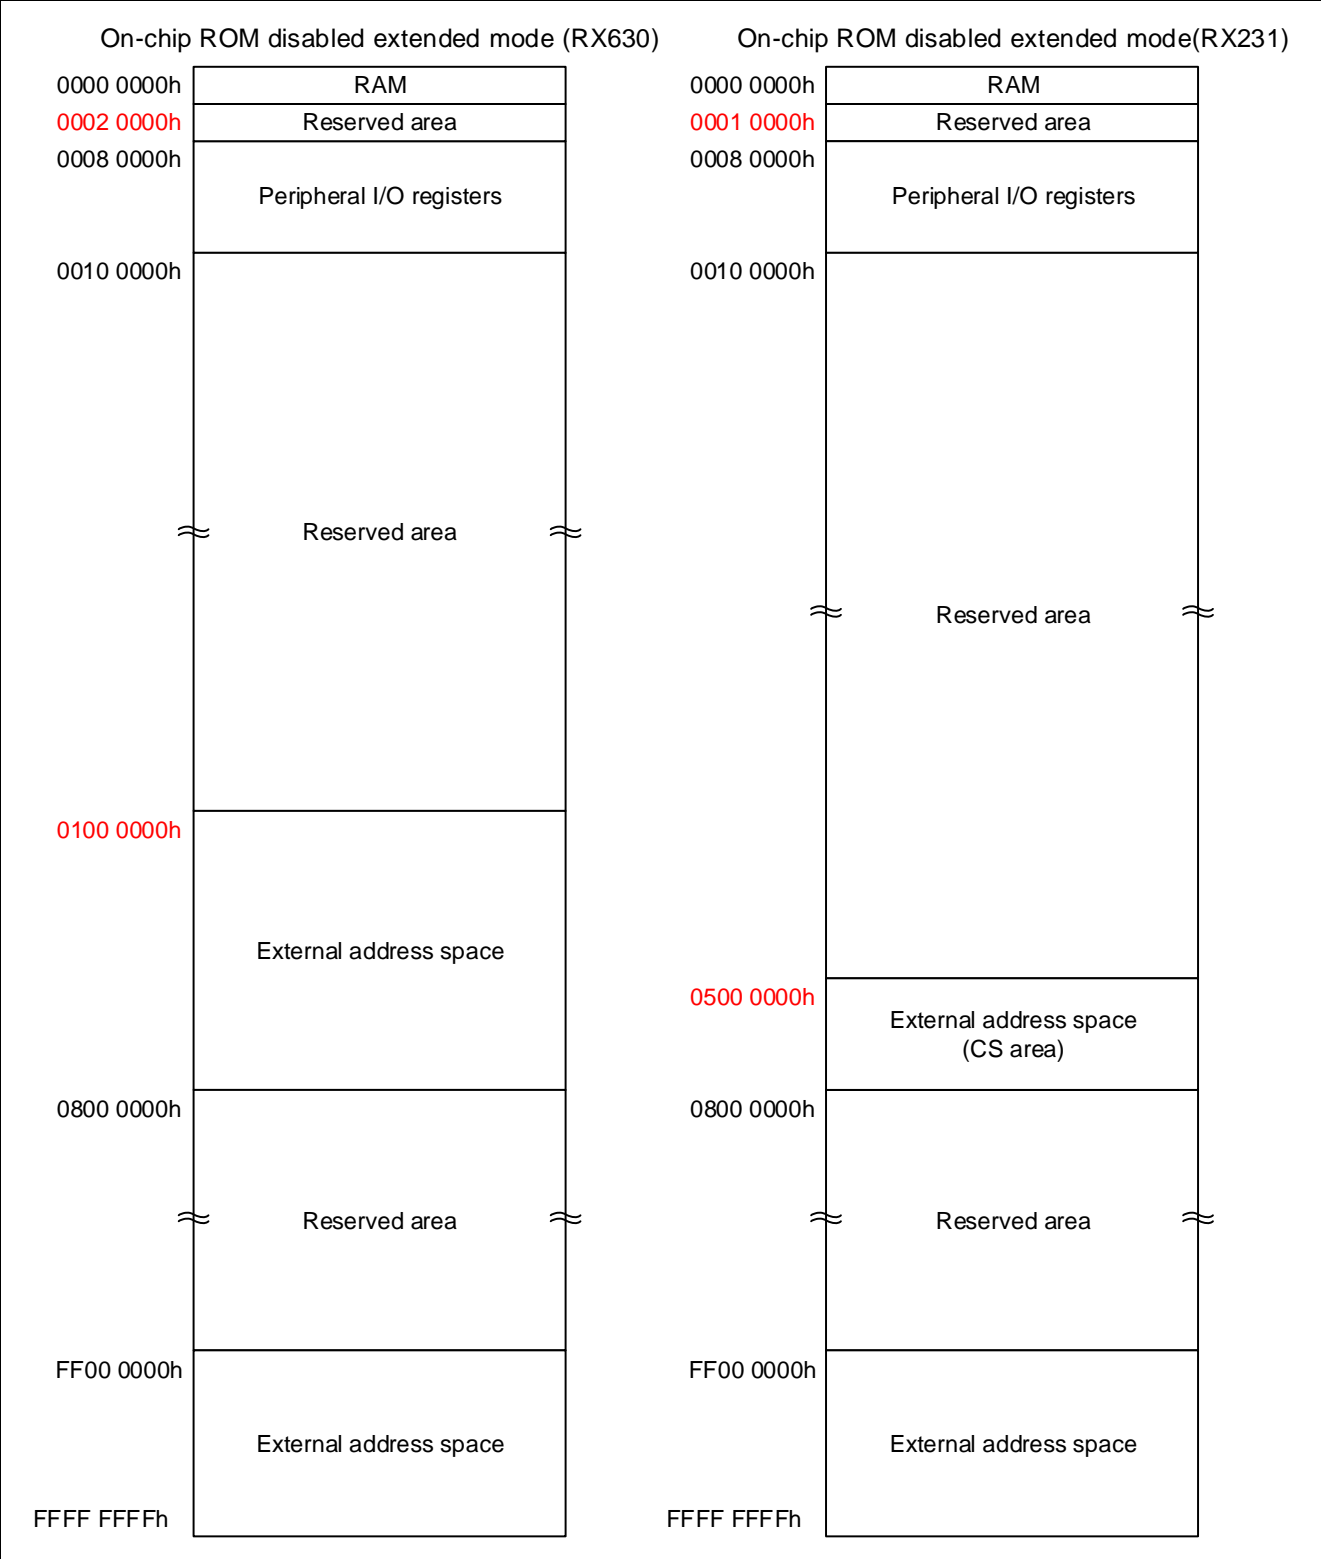 On-chip ROM disabled extended mode (RX630)
0000 0000h
RAM
0002 0000h
Reserved area
0008 0000h
Peripheral I/O registers
0010 0000h
Reserved area
0100 0000h
External address space
0800 0000h
Reserved area
FF00 0000h
External address space
FFFF FFFFh
On-chip ROM disabled extended mode(RX231)
0000 0000h
RAM
0001 0000h
Reserved area
0008 0000h
Peripheral I/O registers
0010 0000h
Reserved area
0500 0000h
External address space
(CS area)
0800 0000h
Reserved area
FF00 0000h
External address space
FFFF FFFFh